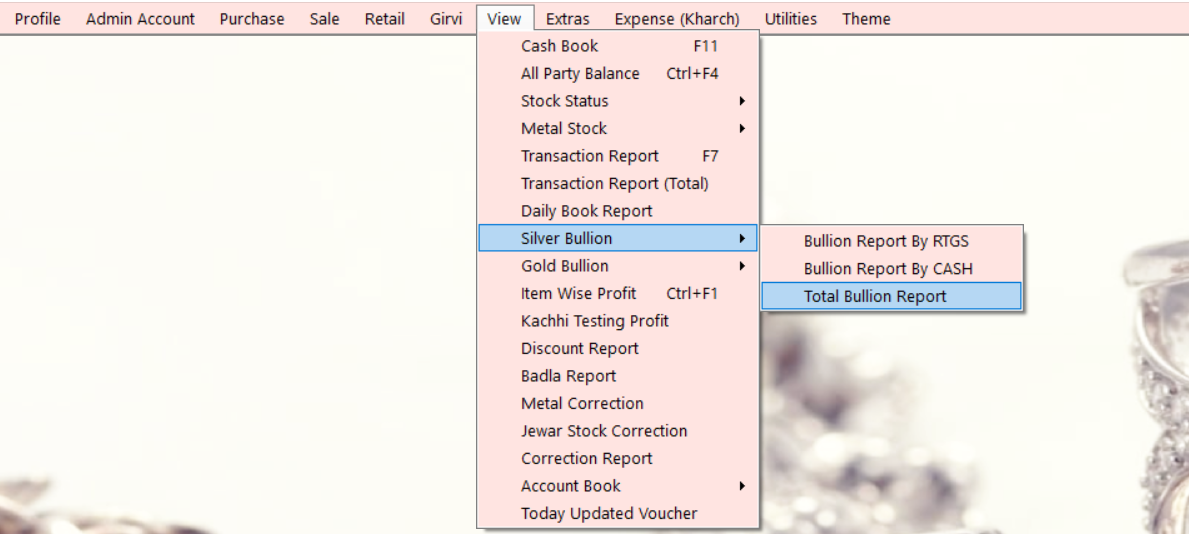 Profile Admin Account Purchase Sale Retail Girvi View Extras Expense (Kharch) Utilities Theme
Cash Book F11
All Party Balance Ctrl+F4
Stock Status
Metal Stock
Transaction Report F7
Transaction Report (Total)
Daily Book Report
Silver Bullion
Gold Bullion
Item Wise Profit Ctrl+F1
Kachhi Testing Profit
Discount Report
Badla Report
Metal Correction
Jewar Stock Correction
Correction Report
Account Book
Today Updated Voucher
Bullion Report By RTGS
Bullion Report By CASH
Total Bullion Report